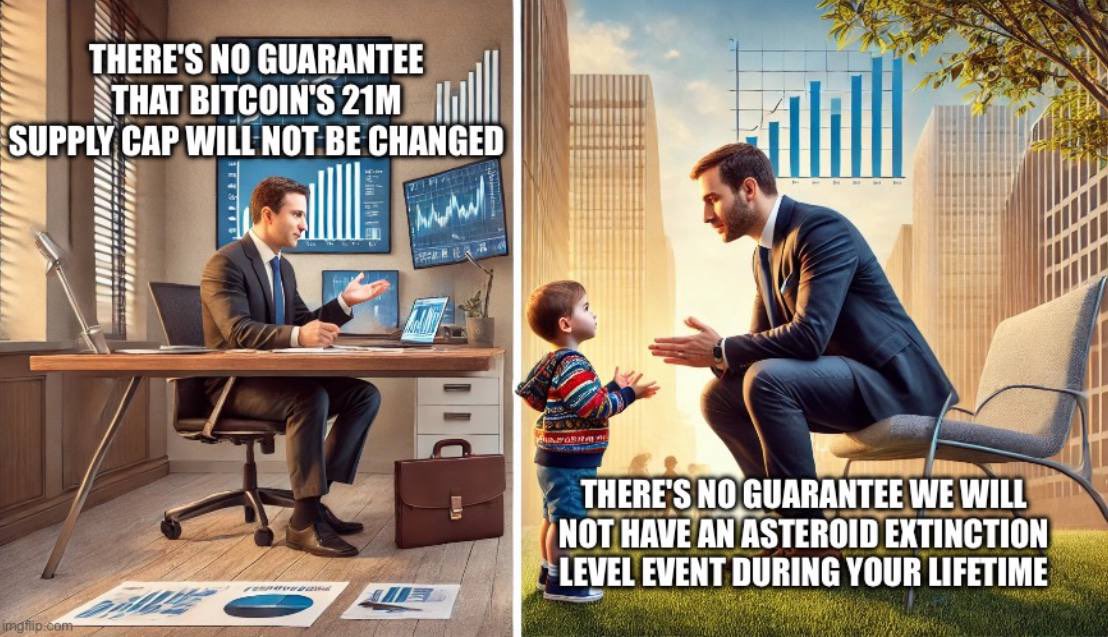 THERE'S NO GUARANTEE
THAT BITCOIN'S 21M
SUPPLY CAP WILL NOT BE CHANGED
THERE'S NO GUARANTEE WE WILL
NOT HAVE AN ASTEROID EXTINCTION
LEVEL EVENT DURING YOUR LIFETIME
imgflip.com